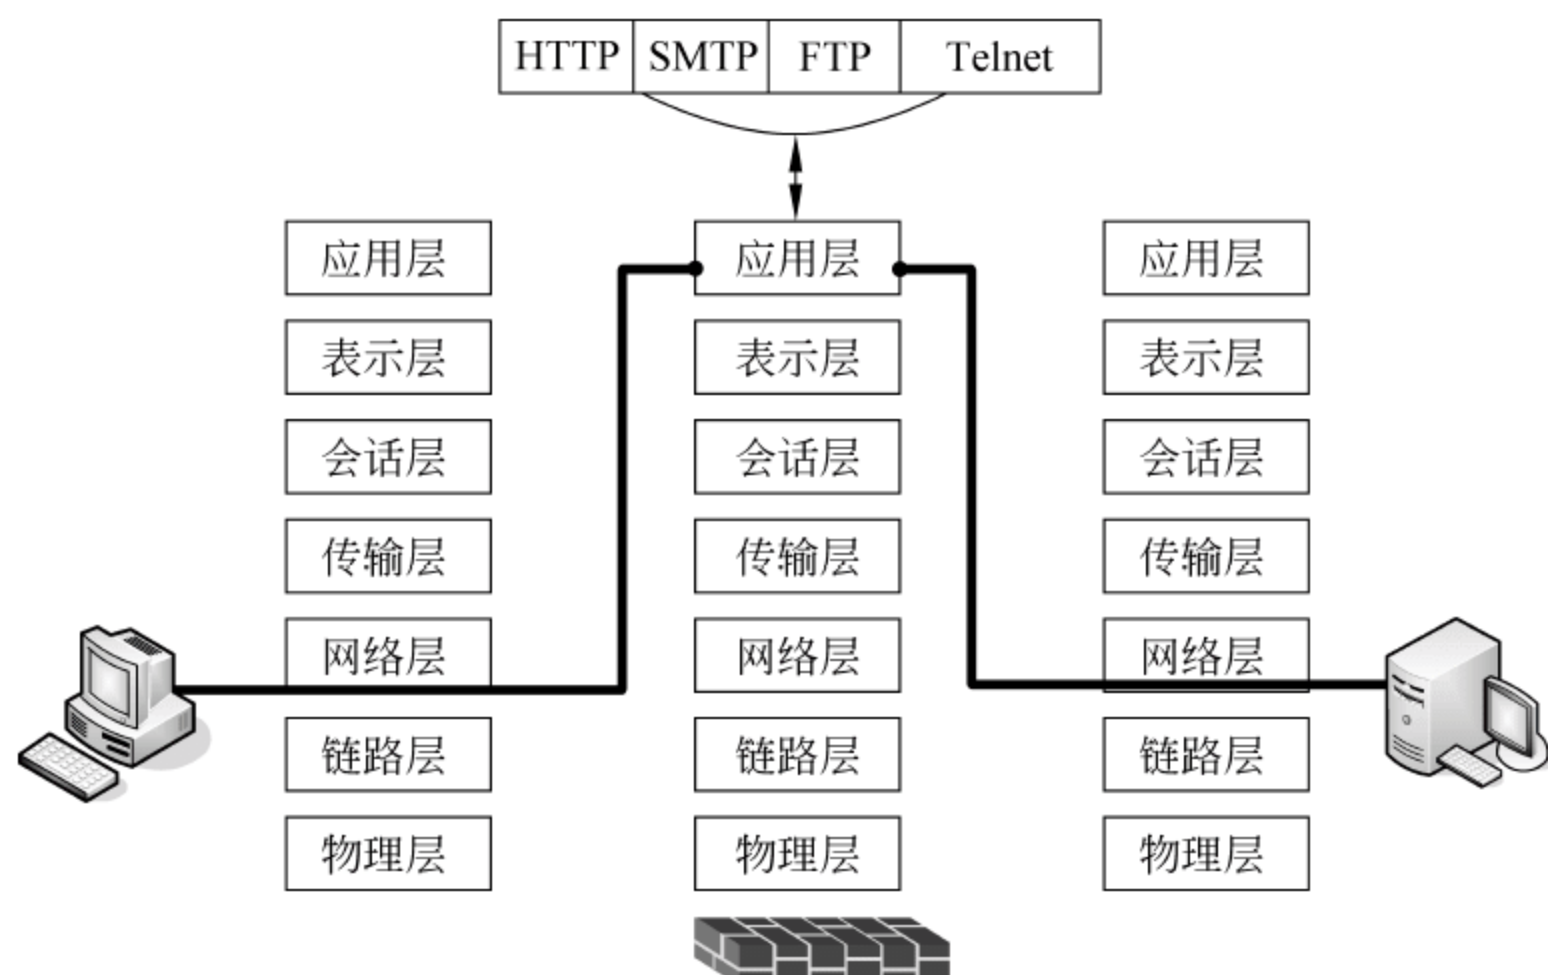 HTTP SMTP FTP Telnet
应用层 应用层 应用层
表示层 表示层 表示层
会话层 会话层 会话层
传输层 传输层 传输层
网络层 网络层 网络层
链路层 链路层 链路层
物理层 物理层 物理层